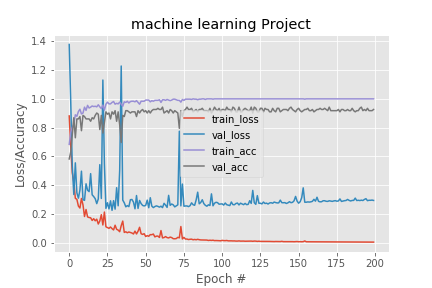 machine learning Project
Loss/Accuracy
1.4
1.2
1.0
0.8
0.6
0.4
0.2
0.0
train_loss
val_loss
train_acc
val_acc
0
25
50
75
100
125
150
175
200
Epoch #